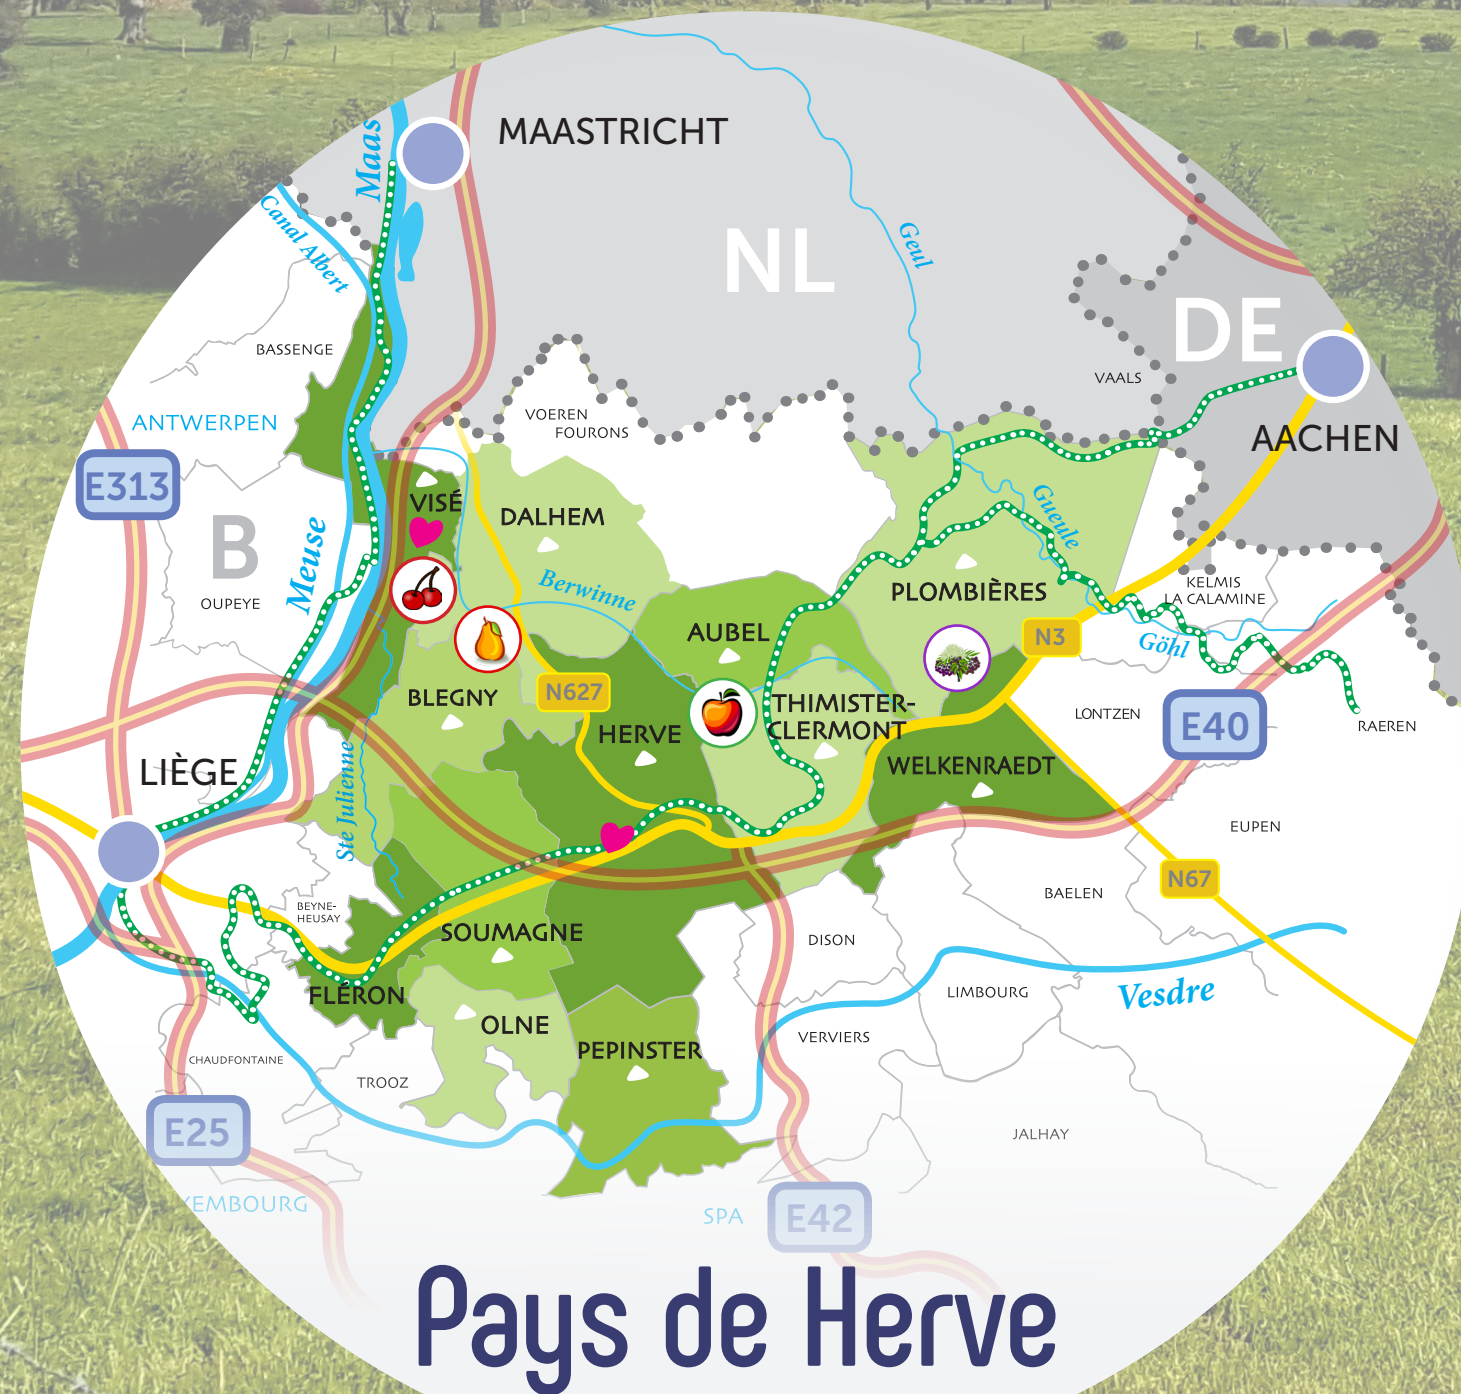 MAASTRICHT
Maas
Canal Albert
NL
Geul
DE
VAALS
AACHEN
BASSENGE
ANTWERPEN
VOEREN
FOURONS
E313
B
OUPEYE
Meuse
VISÉ
DALHEM
Berwinne
Gueule
PLOMBIÈRES
KELMIS
LA CALAMINE
N3
Göhl
AUBEL
BLEGNY
N627
HERVE
THIMISTER-
CLERMONT
LONTZEN
E40
RAEREN
LIÈGE
Ste Julienne
WELKENRAEDT
EUPEN
N67
BAELEN
BEYNE-
HEUSAY
SOUMAGNE
DISON
FLÉRON
LIMBOURG
Vesdre
OLNE
PEPINSTER
VERVIERS
CHAUDFONTAINE
TROOZ
E25
JALHAY
XEMBOURG
SPA
E42
Pays de Herve